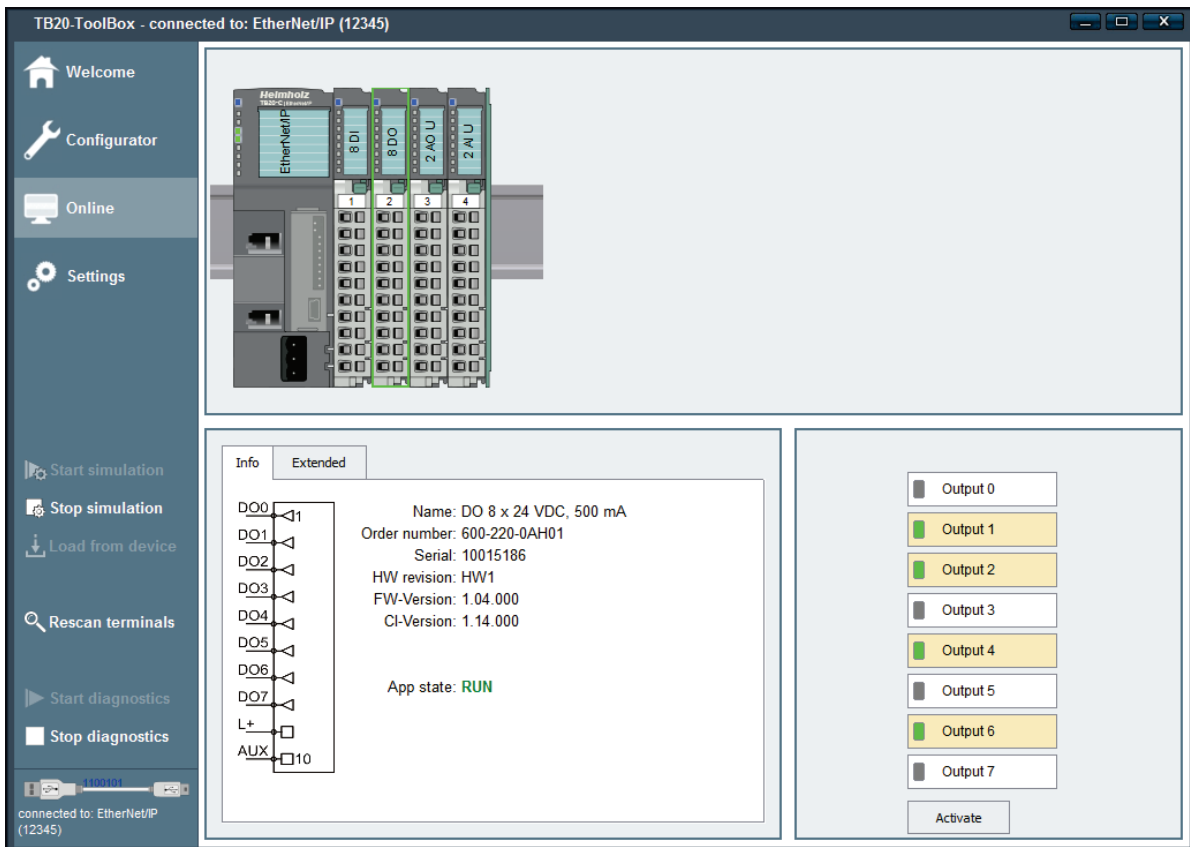 TB20-ToolBox - connected to: EtherNet/IP (12345)
Welcome
Configurator
Online
Settings
Start simulation
Stop simulation
Load from device
Rescan terminals
Start diagnostics
Stop diagnostics
1100101
connected to: EtherNet/IP
(12345)
Helmholz
EtherNet/IP
8 DI
8 DO
2 AO U
2 AI U
1 2 3 4
Info Extended
DO0 1
DO1
DO2
DO3
DO4
DO5
DO6
DO7
L+
AUX 10
Name: DO 8 x 24 VDC, 500 mA
Order number: 600-220-0AH01
Serial: 10015186
HW revision: HW1
FW-Version: 1.04.000
CI-Version: 1.14.000
App state: RUN
Output 0
Output 1
Output 2
Output 3
Output 4
Output 5
Output 6
Output 7
Activate